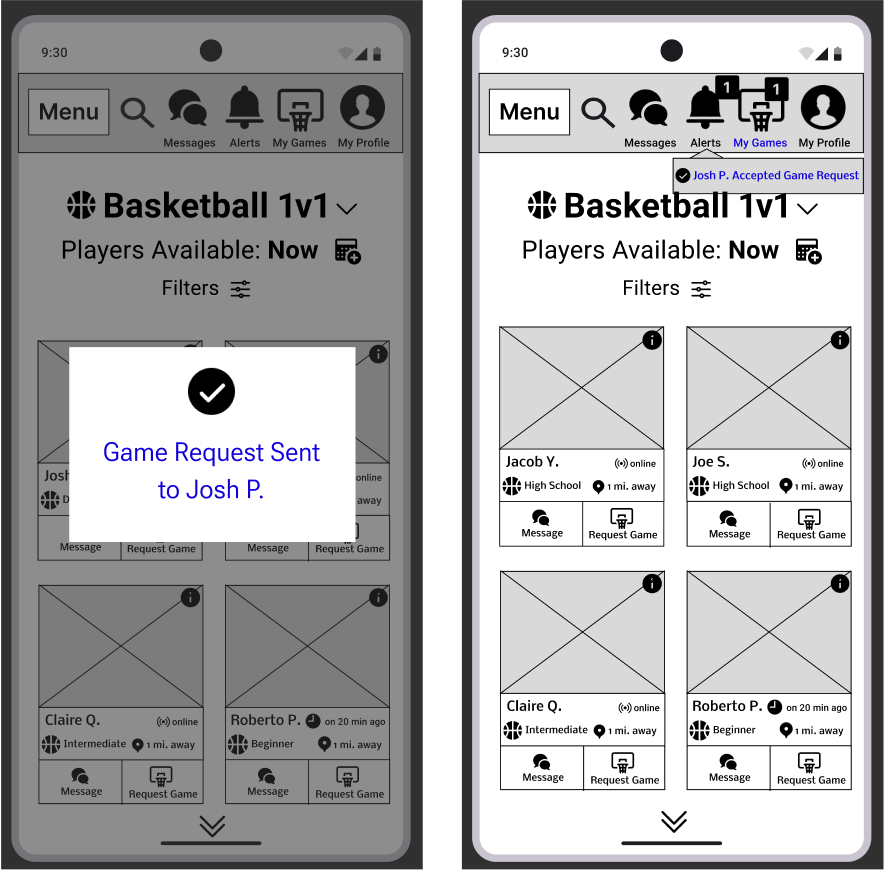 9:30
Menu
Messages
Alerts
My Games
My Profile
Basketball 1v1
Players Available: Now
Filters
Game Request Sent
to Josh P.
Josh
online
D
away
Message
Request Game
Message
Request Game
Claire Q.
online
Intermediate
1 mi. away
Message
Request Game
Roberto P.
on 20 min ago
Beginner
1 mi. away
Message
Request Game
9:30
Menu
Messages
1
Alerts
1
My Games
My Profile
Josh P. Accepted Game Request
Basketball 1v1
Players Available: Now
Filters
Jacob Y.
online
High School
1 mi. away
Message
Request Game
Joe S.
online
High School
1 mi. away
Message
Request Game
Claire Q.
online
Intermediate
1 mi. away
Message
Request Game
Roberto P.
on 20 min ago
Beginner
1 mi. away
Message
Request Game